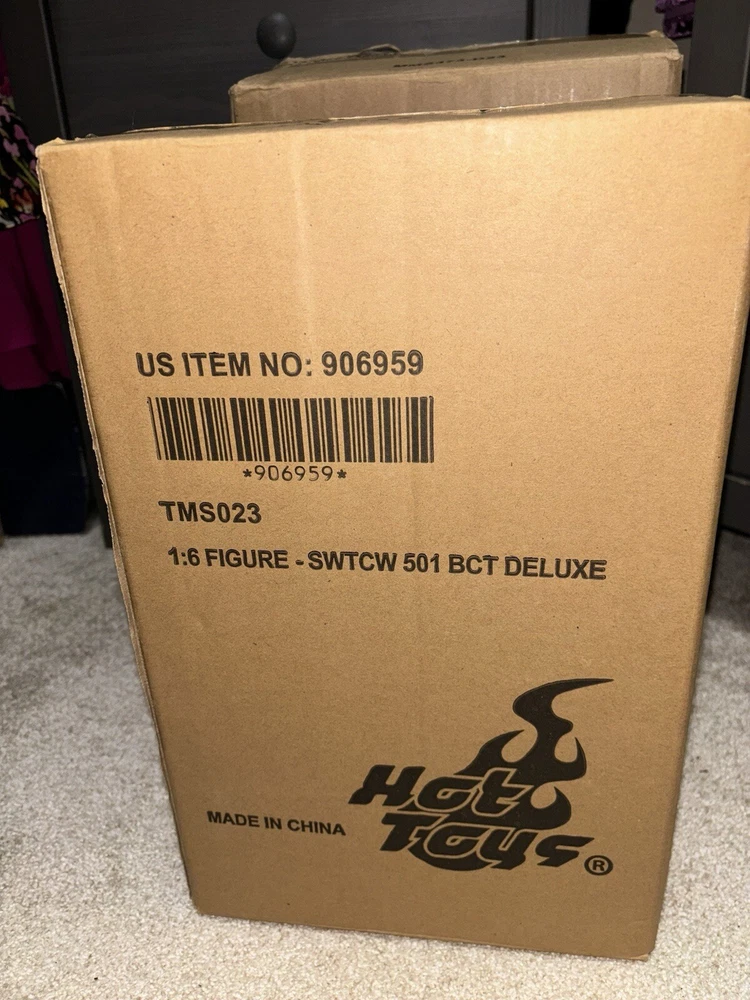 US ITEM NO: 906959
*906959*
TMS023
1:6 FIGURE - SWTCW 501 BCT DELUXE
MADE IN CHINA
Hot
Toys®